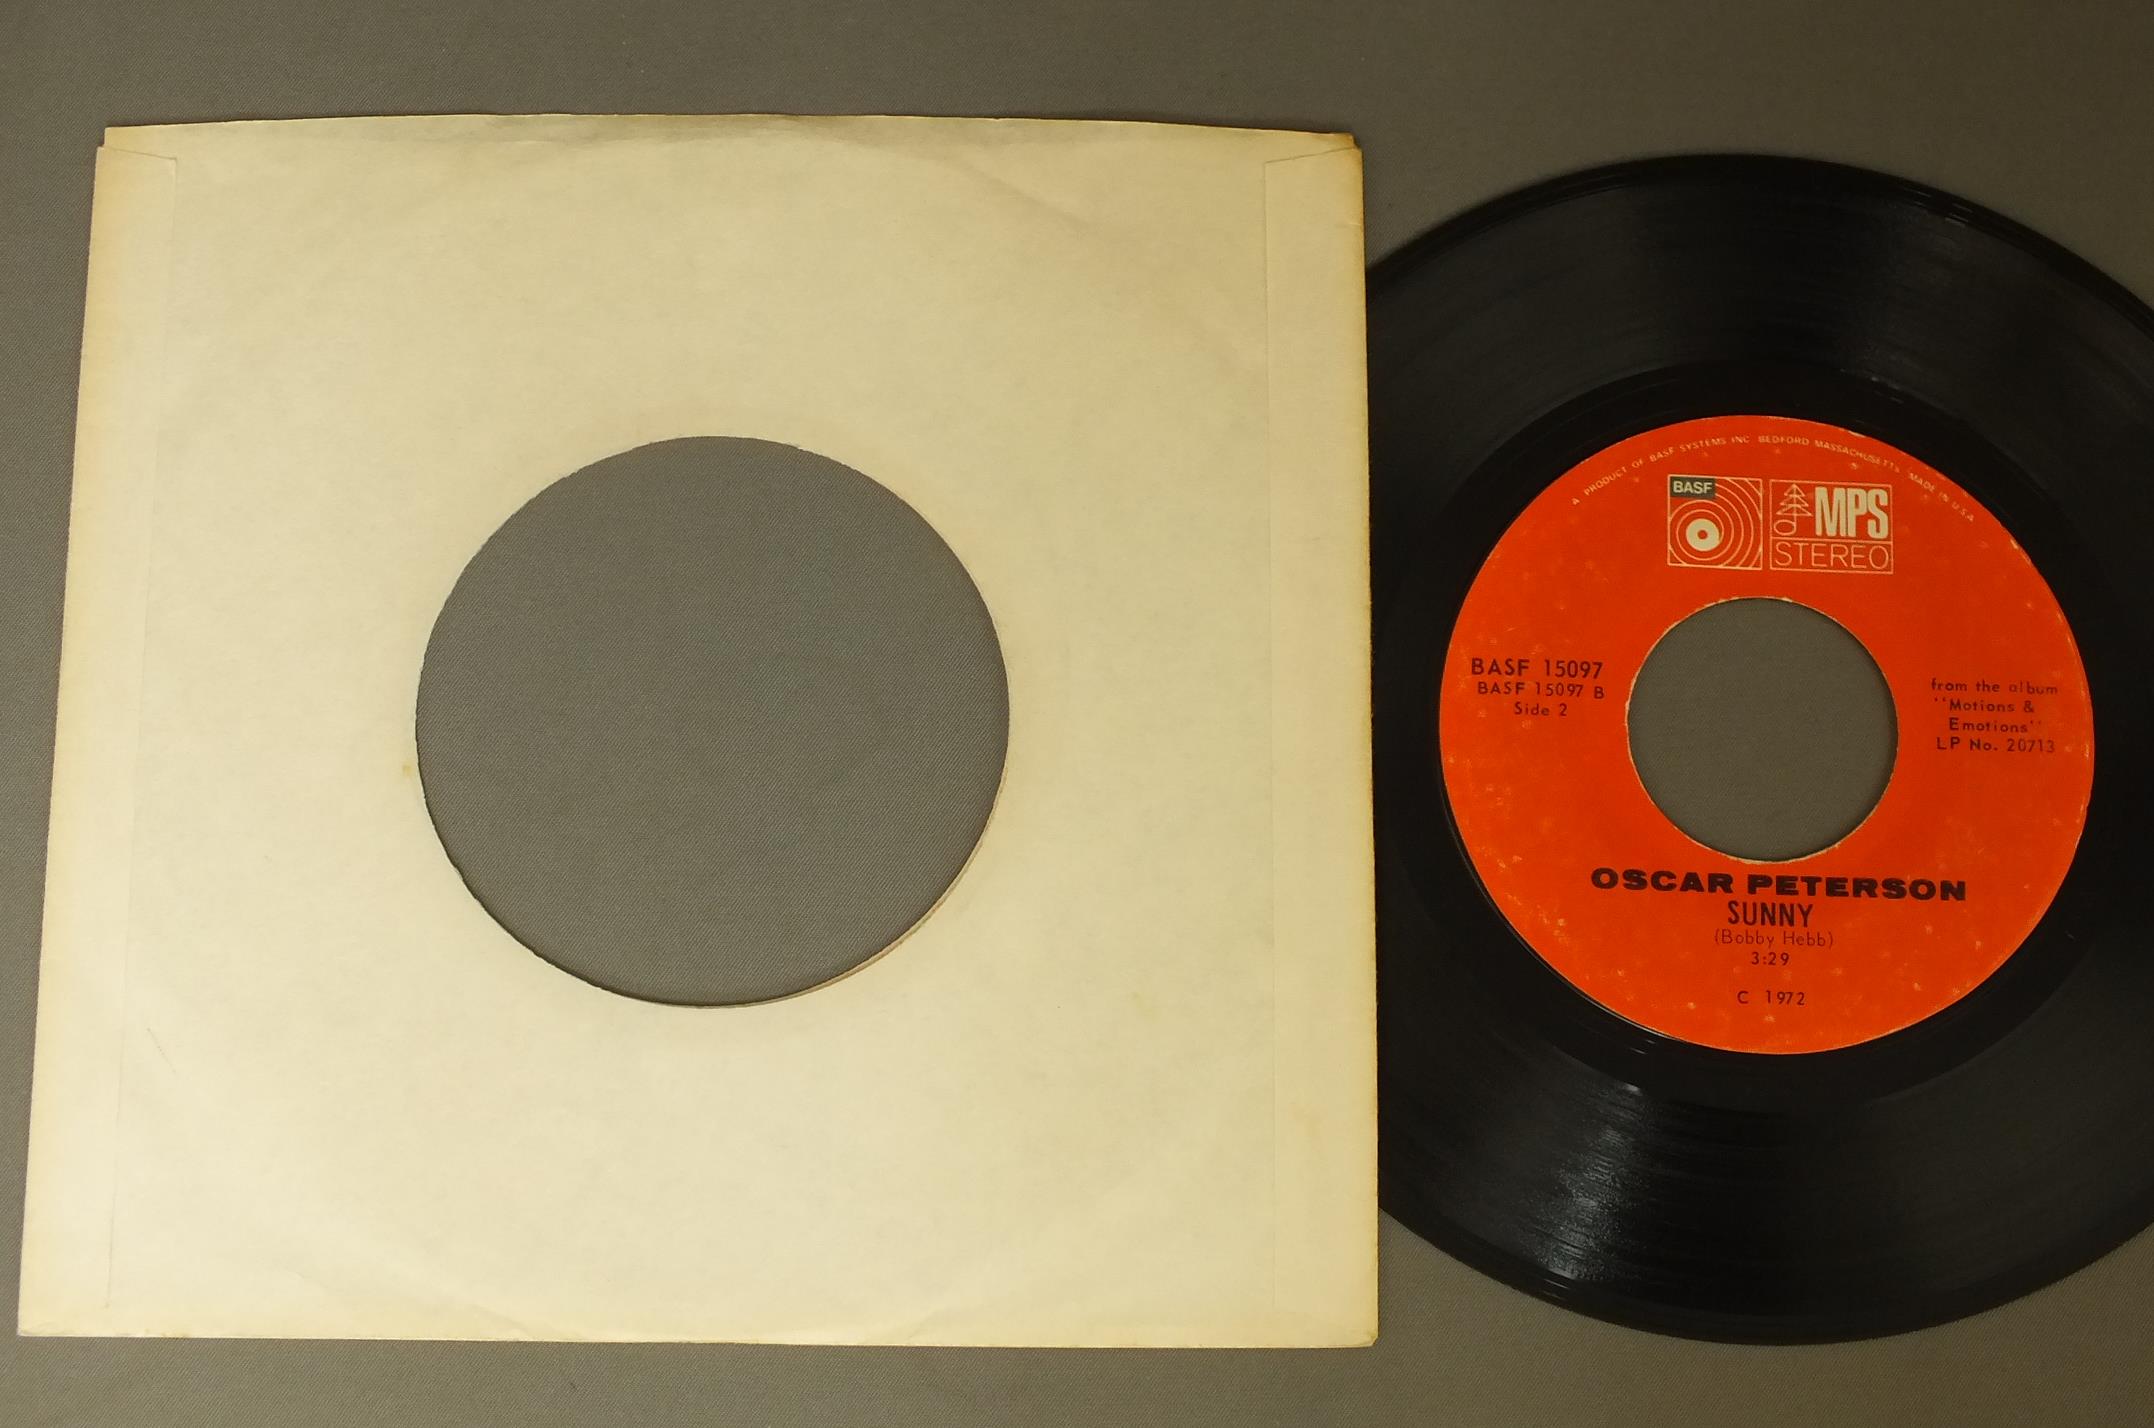 A PRODUCT OF BASF SYSTEMS INC BEDFORD MASSACHUSETTS MADE IN U.S.A.
BASF
MPS
STEREO
BASF 15097
BASF 15097 B
Side 2
from the album
"Motions &
Emotions"
LP No. 20713
OSCAR PETERSON
SUNNY
(Bobby Hebb)
3:29
C 1972